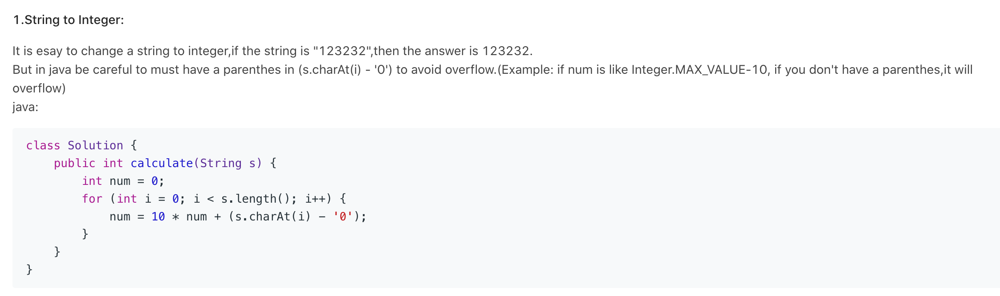 1.String to Integer:
It is esay to change a string to integer,if the string is "123232",then the answer is 123232.
But in java be careful to must have a parenthes in (s.charAt(i) - '0') to avoid overflow.(Example: if num is like Integer.MAX_VALUE-10, if you don't have a parenthes,it will
overflow)
java:
class Solution {
    public int calculate(String s) {
        int num = 0;
        for (int i = 0; i < s.length(); i++) {
            num = 10 * num + (s.charAt(i) - '0');
        }
    }
}